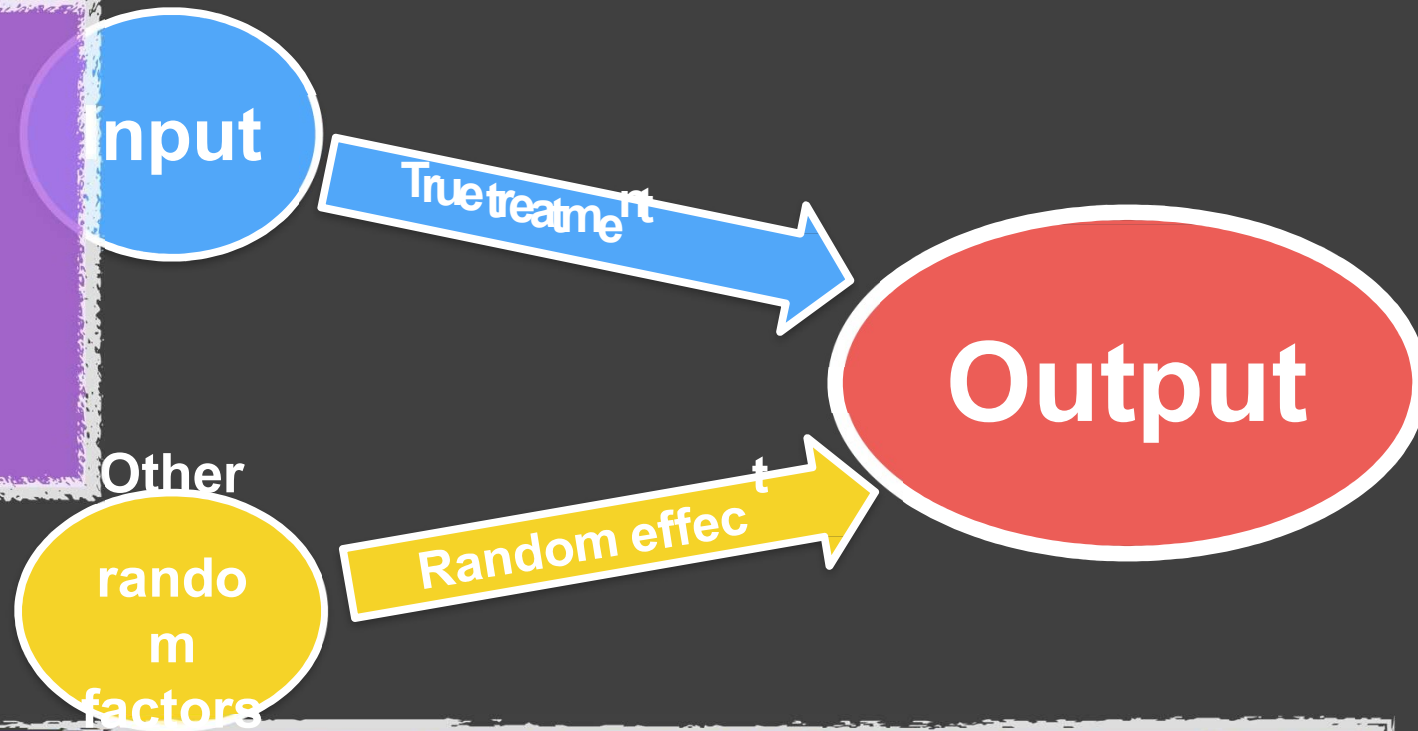 Input
True treatment
Output
Other
rando
m
factors
Random effect